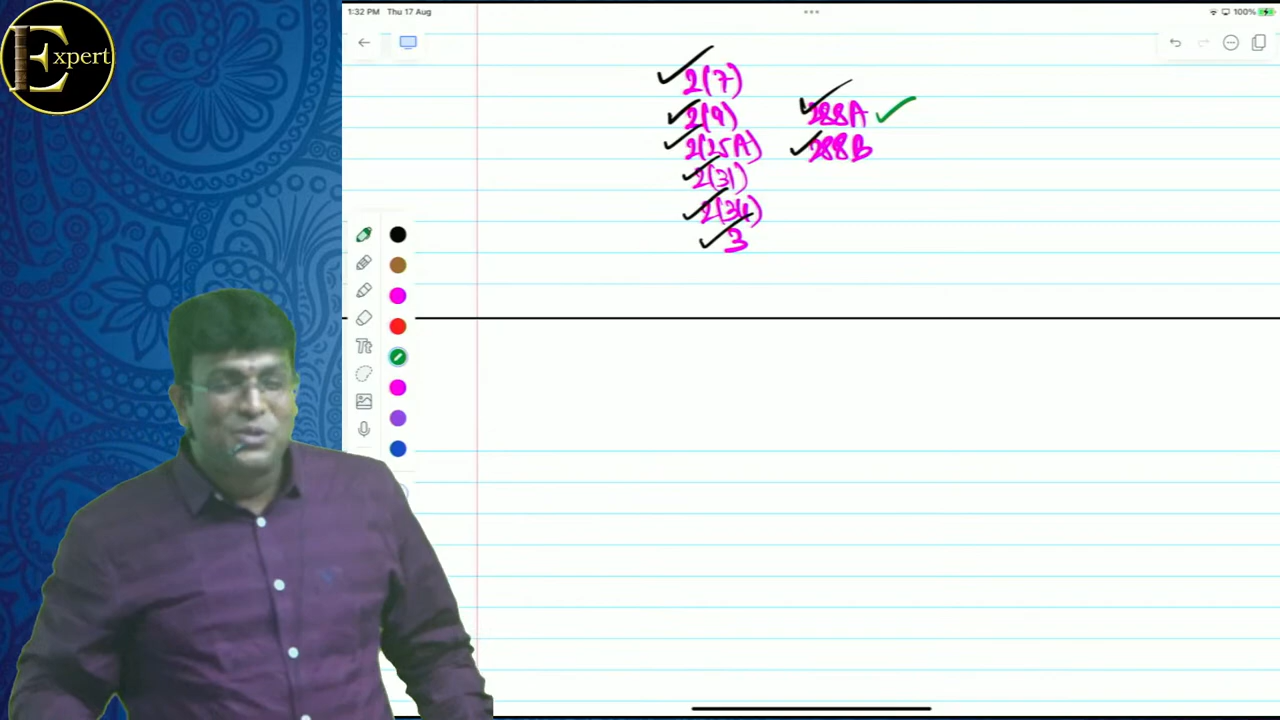 Expert
1:32 PM Thu 17 Aug
100%
2(7)
2(9)
2(25A)
2(31)
2(34)
3
288A
288B
Tt